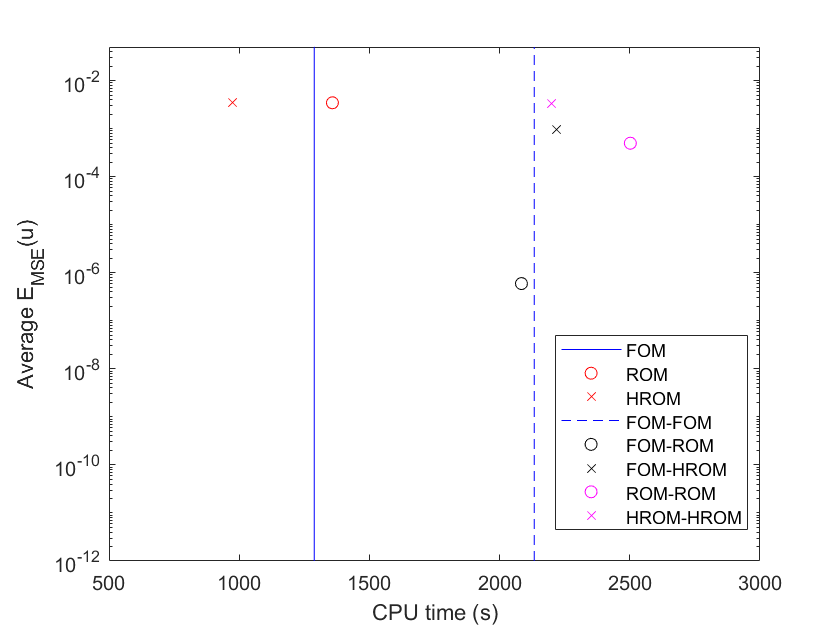 10^-2
10^-4
10^-6
10^-8
10^-10
10^-12
Average E_MSE(u)
500 1000 1500 2000 2500 3000
CPU time (s)
FOM
ROM
HROM
FOM-FOM
FOM-ROM
FOM-HROM
ROM-ROM
HROM-HROM